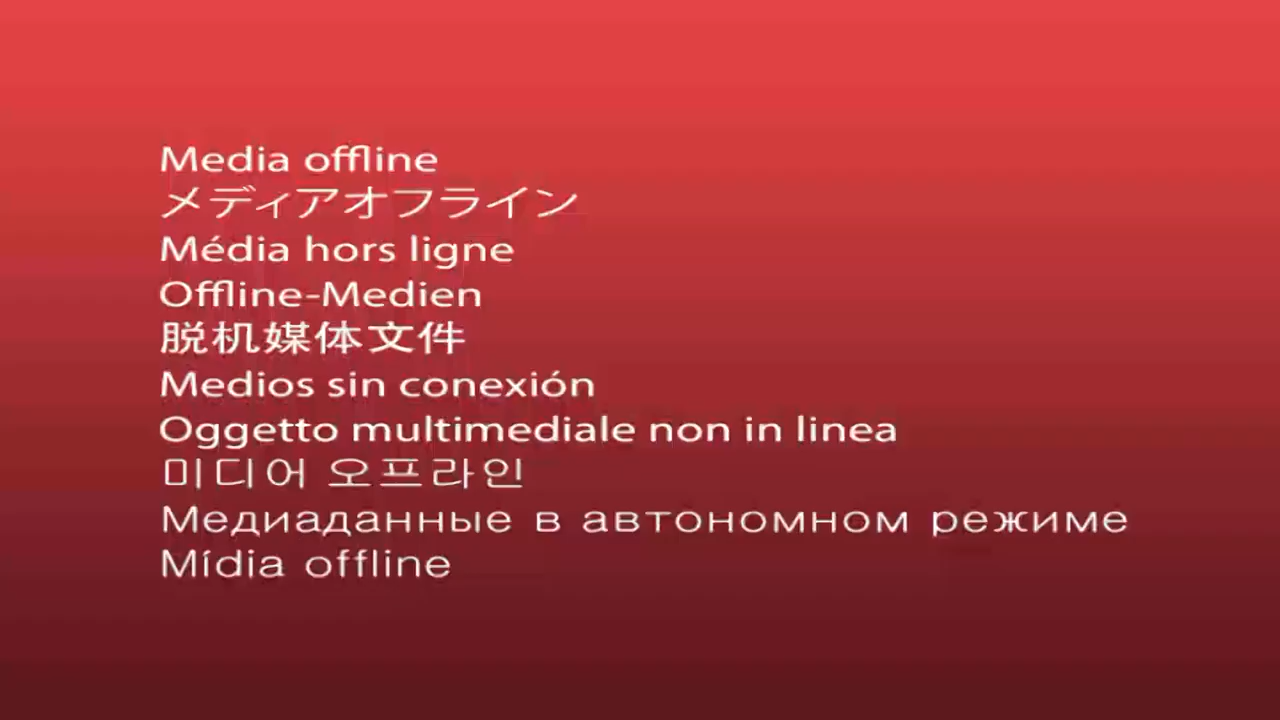 Media offline
メディアオフライン
Média hors ligne
Offline-Medien
脱机媒体文件
Medios sin conexión
Oggetto multimediale non in linea
미디어 오프라인
Медиаданные в автономном режиме
Mídia offline